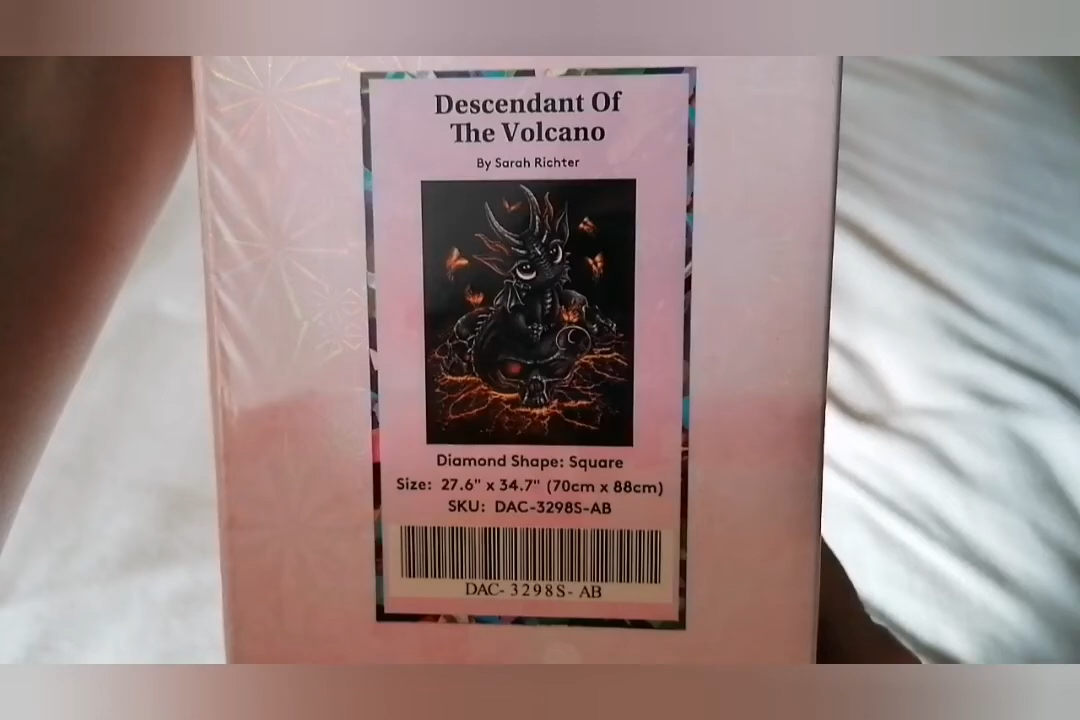 Descendant Of
The Volcano
By Sarah Richter
Diamond Shape: Square
Size: 27.6" x 34.7" (70cm x 88cm)
SKU: DAC-3298S-AB
DAC- 3298S- AB